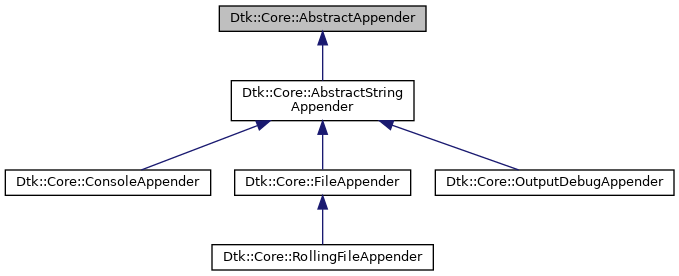 Dtk::Core::AbstractAppender
Dtk::Core::AbstractString
Appender
Dtk::Core::ConsoleAppender
Dtk::Core::FileAppender
Dtk::Core::OutputDebugAppender
Dtk::Core::RollingFileAppender